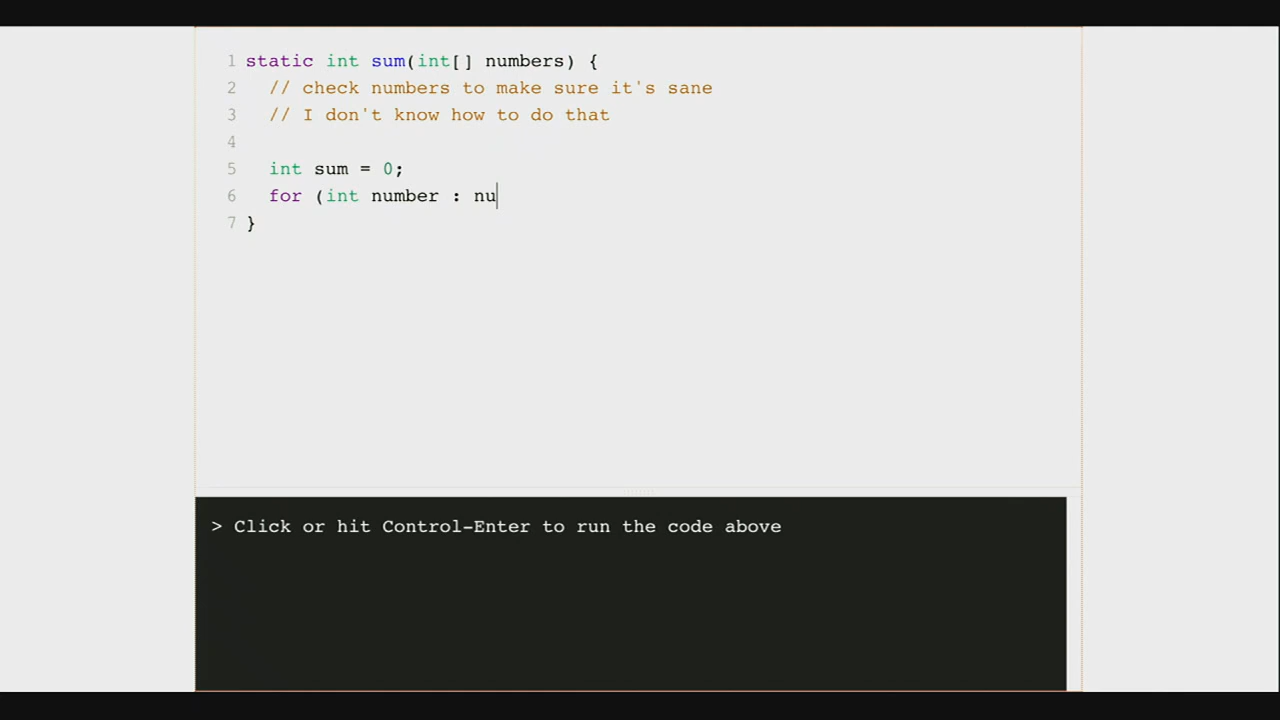 1 static int sum(int[] numbers) {
2 // check numbers to make sure it's sane
3 // I don't know how to do that
4
5 int sum = 0;
6 for (int number : nu
7 }
> Click or hit Control-Enter to run the code above